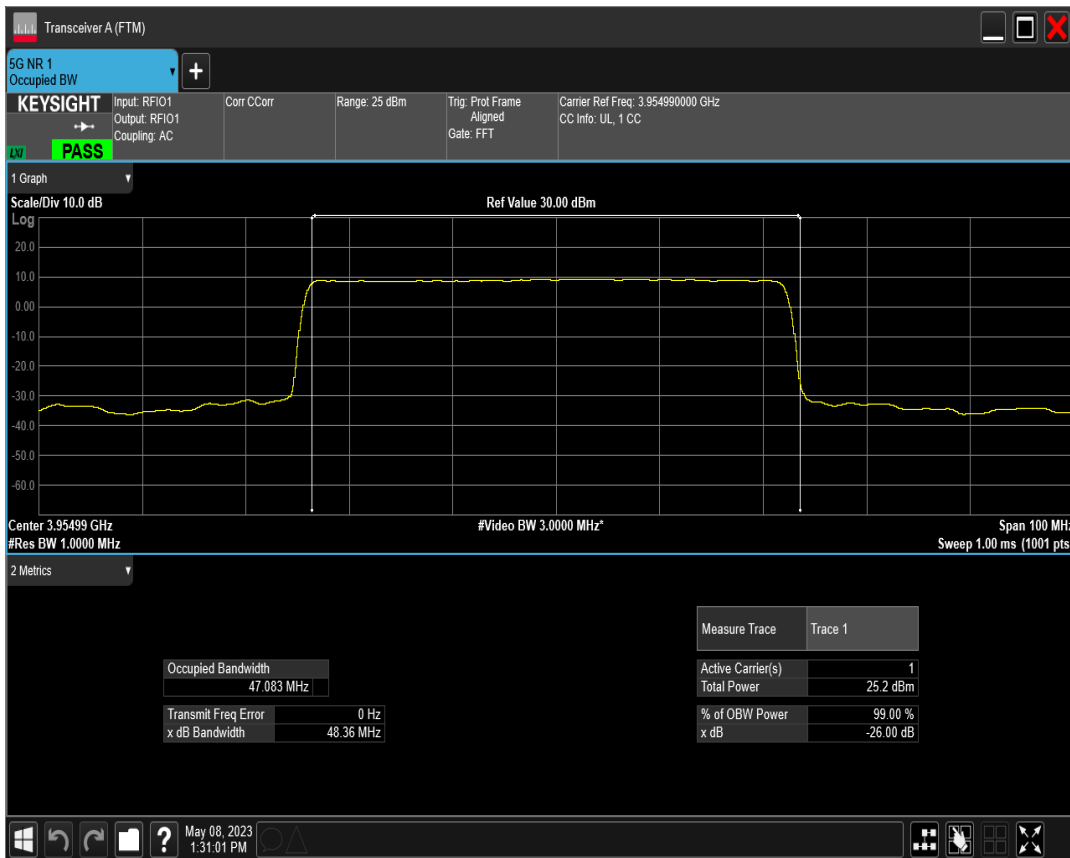 Transceiver A (FTM)
5G NR 1
Occupied BW
+
KEYSIGHT
LXI
PASS
Input: RFIO1
Output: RFIO1
Coupling: AC
Corr CCorr
Range: 25 dBm
Trig: Prot Frame
Aligned
Gate: FFT
Carrier Ref Freq: 3.954990000 GHz
CC Info: UL, 1 CC
1 Graph
Scale/Div 10.0 dB
Ref Value 30.00 dBm
Log
20.0
10.0
0.00
-10.0
-20.0
-30.0
-40.0
-50.0
-60.0
Center 3.95499 GHz
#Video BW 3.0000 MHz*
Span 100 MHz
#Res BW 1.0000 MHz
Sweep 1.00 ms (1001 pts
2 Metrics
Measure Trace Trace 1
Occupied Bandwidth
47.083 MHz
Active Carrier(s) 1
Total Power 25.2 dBm
Transmit Freq Error 0 Hz
x dB Bandwidth 48.36 MHz
% of OBW Power 99.00 %
x dB -26.00 dB
?
May 08, 2023
1:31:01 PM